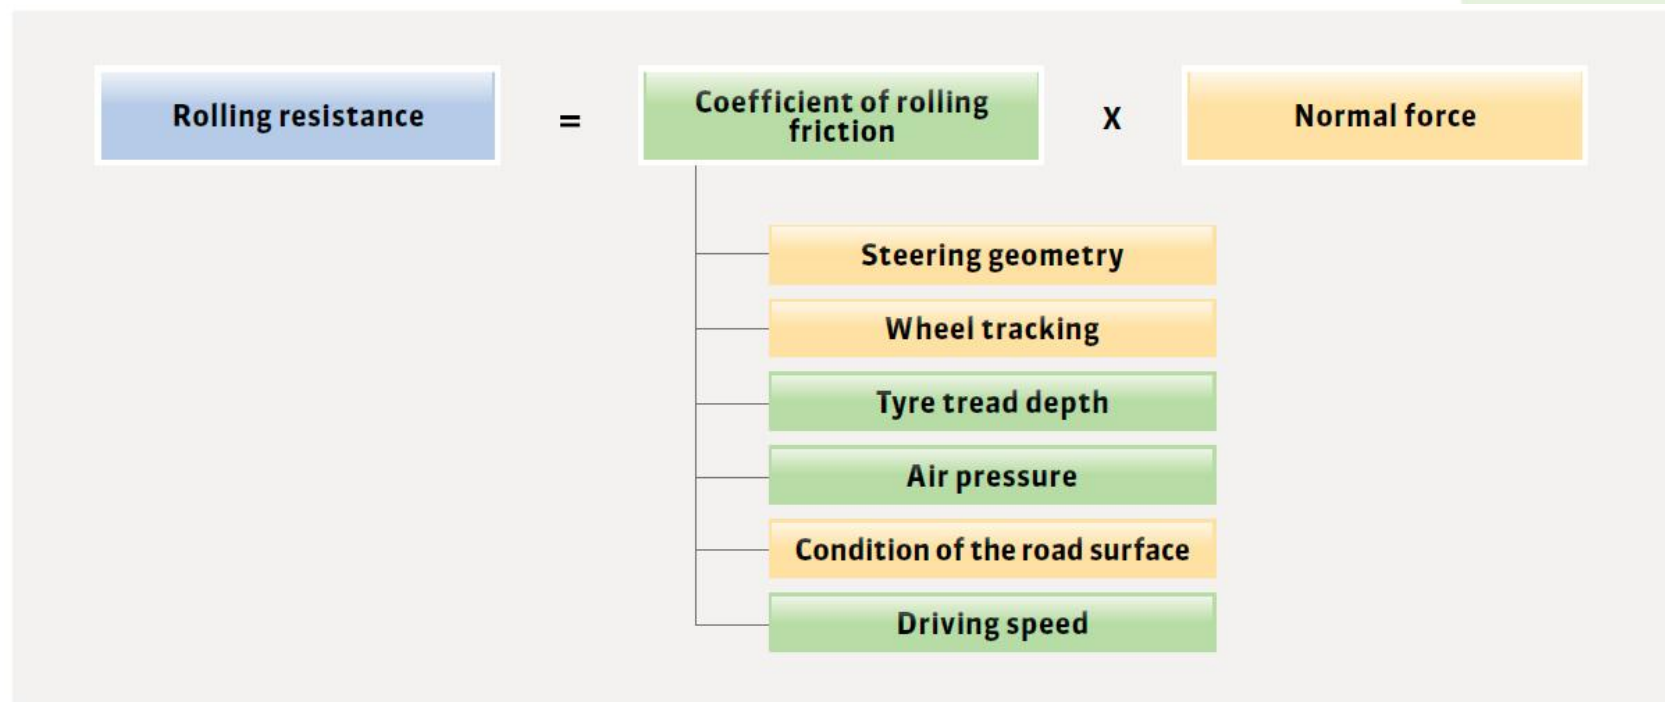 Rolling resistance
=
Coefficient of rolling
friction
X
Normal force
Steering geometry
Wheel tracking
Tyre tread depth
Air pressure
Condition of the road surface
Driving speed